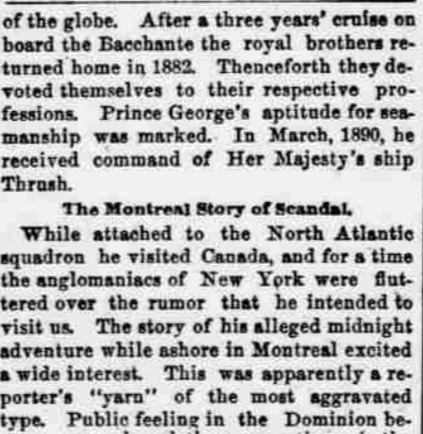 of the globe. After a three years' cruise on
board the Bacchante the royal brothers re-
turned home in 1882. Thenceforth they de-
voted themselves to their respective pro-
fessions. Prince George's aptitude for sea-
manship was marked. In March, 1890, he
received command of Her Majesty's ship
Thrush.
The Montreal Story of Scandal.
While attached to the North Atlantic
squadron he visited Canada, and for a time
the anglomaniacs of New York were flut-
tered over the rumor that he intended to
visit us. The story of his alleged midnight
adventure while ashore in Montreal excited
a wide interest. This was apparently a re-
porter's "yarn" of the most aggravated
type. Public feeling in the Dominion be-